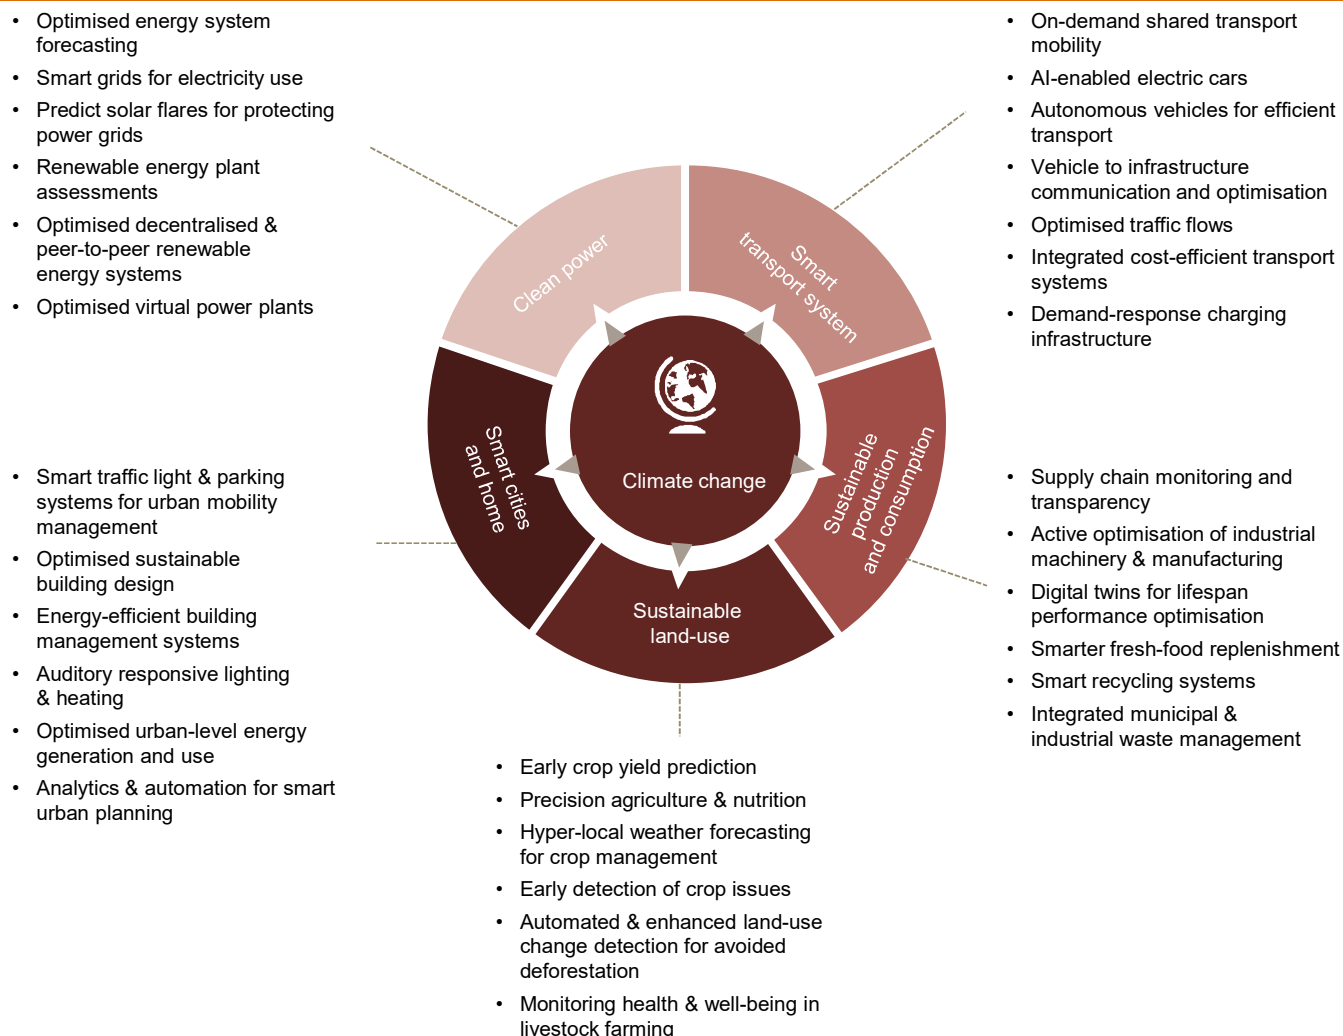 • Optimised energy system
forecasting
• Smart grids for electricity use
• Predict solar flares for protecting
power grids
• Renewable energy plant
assessments
• Optimised decentralised &
peer-to-peer renewable
energy systems
• Optimised virtual power plants
• On-demand shared transport
mobility
• AI-enabled electric cars
• Autonomous vehicles for efficient
transport
• Vehicle to infrastructure
communication and optimisation
• Optimised traffic flows
• Integrated cost-efficient transport
systems
• Demand-response charging
infrastructure
Clean power
Smart
transport system
Smart cities
and home
Climate change
Sustainable
production
and consumption
Sustainable
land-use
• Smart traffic light & parking
systems for urban mobility
management
• Optimised sustainable
building design
• Energy-efficient building
management systems
• Auditory responsive lighting
& heating
• Optimised urban-level energy
generation and use
• Analytics & automation for smart
urban planning
• Supply chain monitoring and
transparency
• Active optimisation of industrial
machinery & manufacturing
• Digital twins for lifespan
performance optimisation
• Smarter fresh-food replenishment
• Smart recycling systems
• Integrated municipal &
industrial waste management
• Early crop yield prediction
• Precision agriculture & nutrition
• Hyper-local weather forecasting
for crop management
• Early detection of crop issues
• Automated & enhanced land-use
change detection for avoided
deforestation
• Monitoring health & well-being in
livestock farming